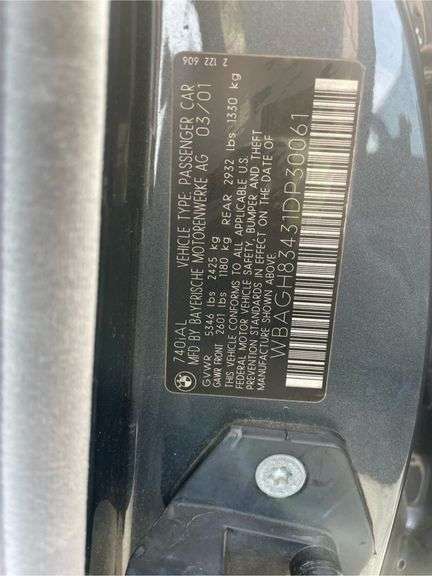 740iAL VEHICLE TYPE: PASSENGER CAR
MFG BY BAYERISCHE MOTORENWERKE AG 03/01
GVWR 5346 lbs 2425 kg
GAWR FRONT 2601 lbs 1180 kg REAR 2932 lbs 1330 kg
THIS VEHICLE CONFORMS TO ALL APPLICABLE U.S.
FEDERAL MOTOR VEHICLE SAFETY, BUMPER AND THEFT
PREVENTION STANDARDS IN EFFECT ON THE DATE OF
MANUFACTURE SHOWN ABOVE.
WBAGH83431DP30061
Z 1ZZ 606